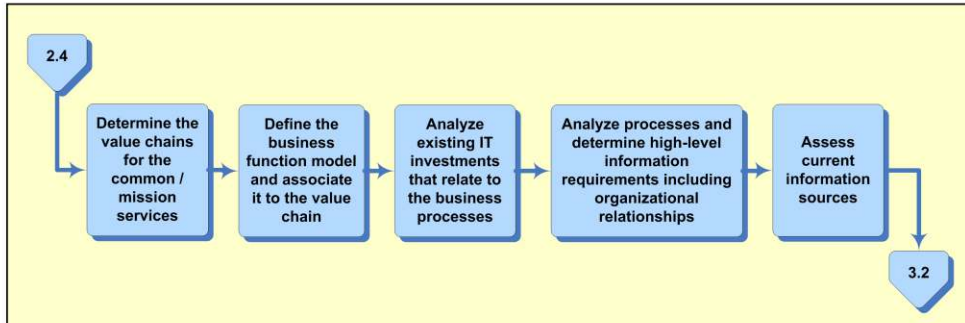 2.4
Determine the
value chains
for the
common /
mission
services
Define the
business
function model
and associate
it to the value
chain
Analyze
existing IT
investments
that relate to
the business
processes
Analyze processes and
determine high-level
information
requirements including
organizational
relationships
Assess
current
information
sources
3.2